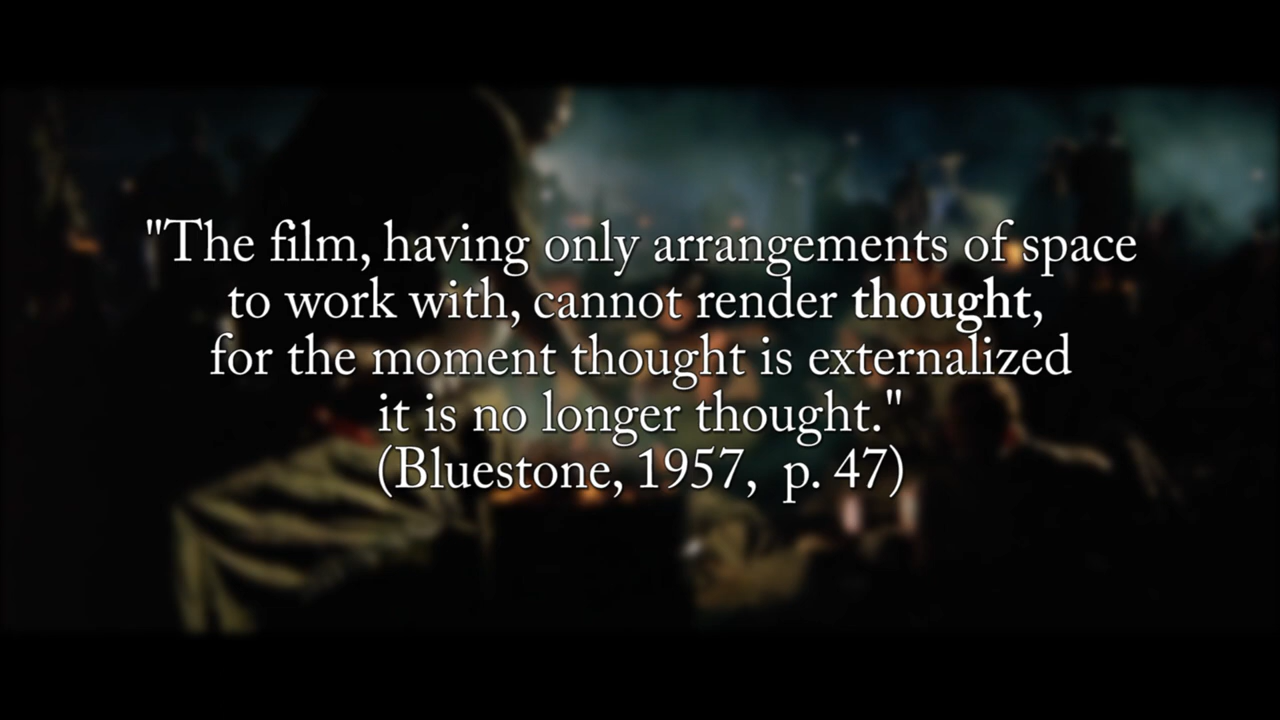 "The film, having only arrangements of space
to work with, cannot render thought,
for the moment thought is externalized
it is no longer thought."
(Bluestone, 1957,  p. 47)